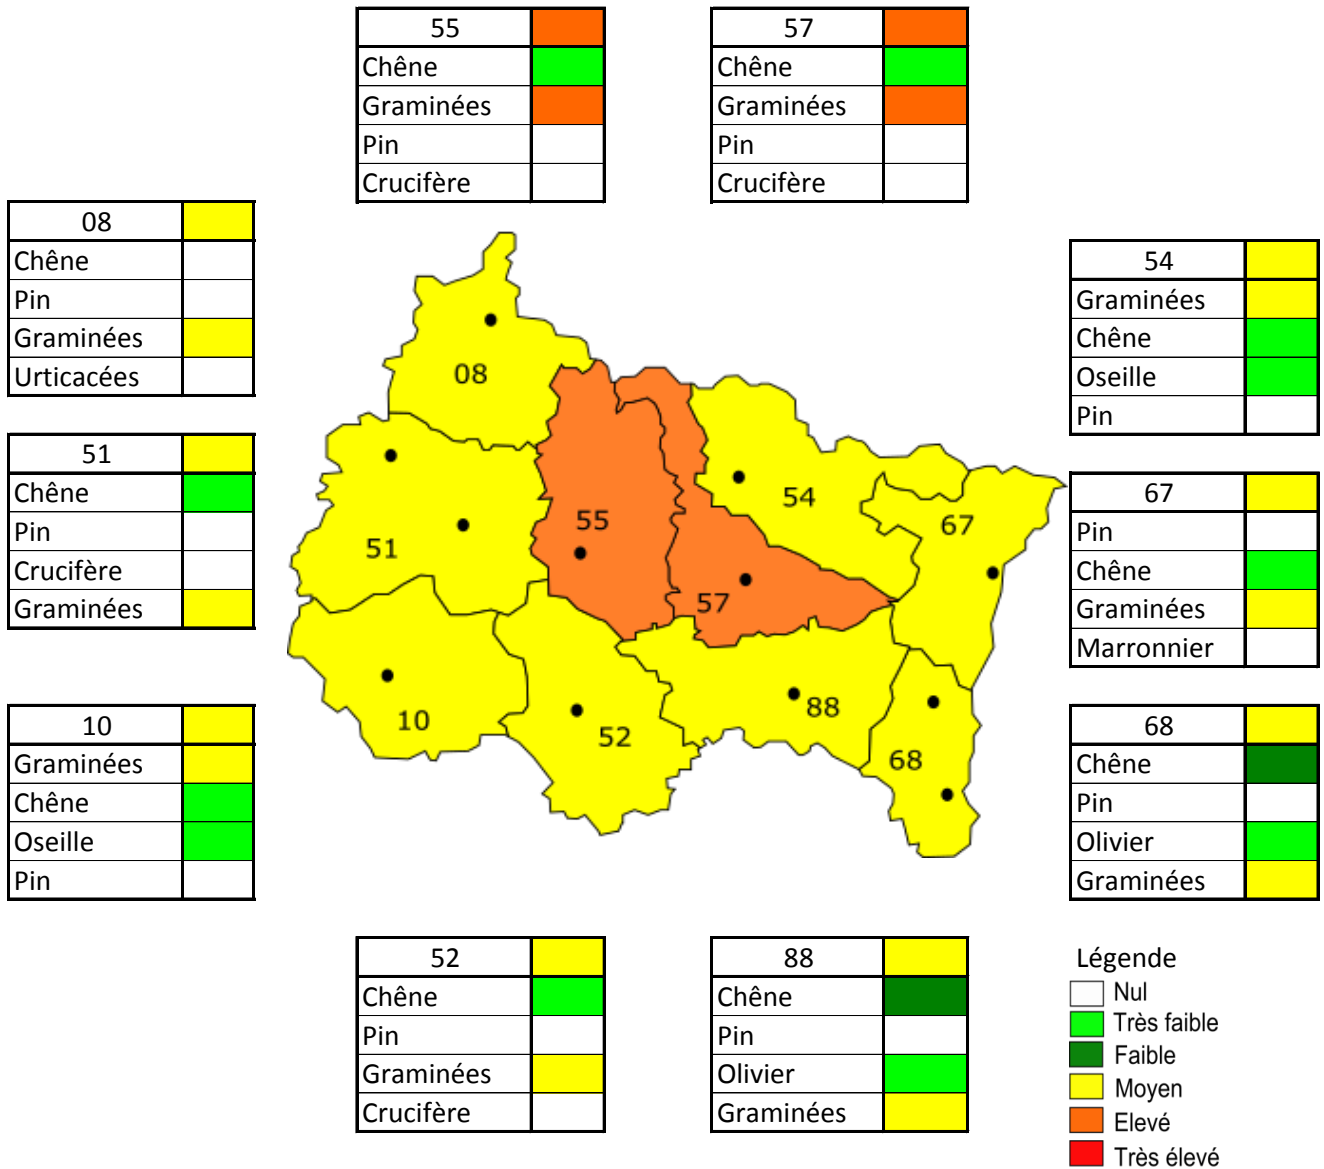 55
Chêne
Graminées
Pin
Crucifère
57
Chêne
Graminées
Pin
Crucifère
08
Chêne
Pin
Graminées
Urticacées
51
Chêne
Pin
Crucifère
Graminées
10
Graminées
Chêne
Oseille
Pin
08
51
55
54
67
57
10
52
88
68
54
Graminées
Chêne
Oseille
Pin
67
Pin
Chêne
Graminées
Marronnier
68
Chêne
Pin
Olivier
Graminées
52
Chêne
Pin
Graminées
Crucifère
88
Chêne
Pin
Olivier
Graminées
Légende
Nul
Très faible
Faible
Moyen
Elevé
Très élevé